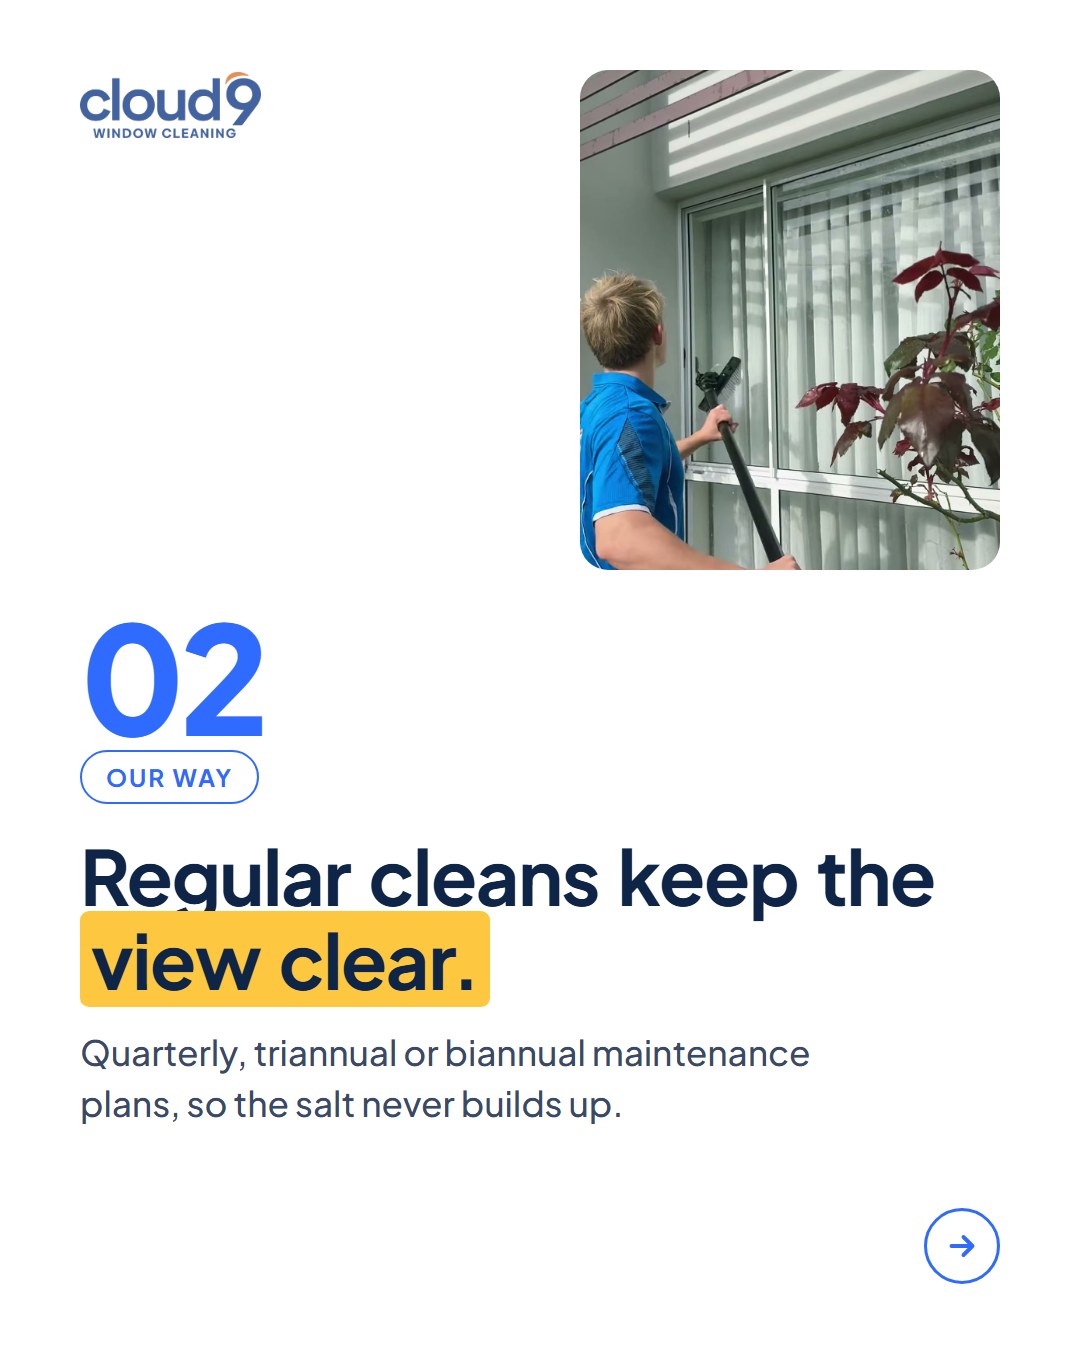 cloud9
WINDOW CLEANING
02
OUR WAY
Regular cleans keep the
view clear.
Quarterly, triannual or biannual maintenance
plans, so the salt never builds up.